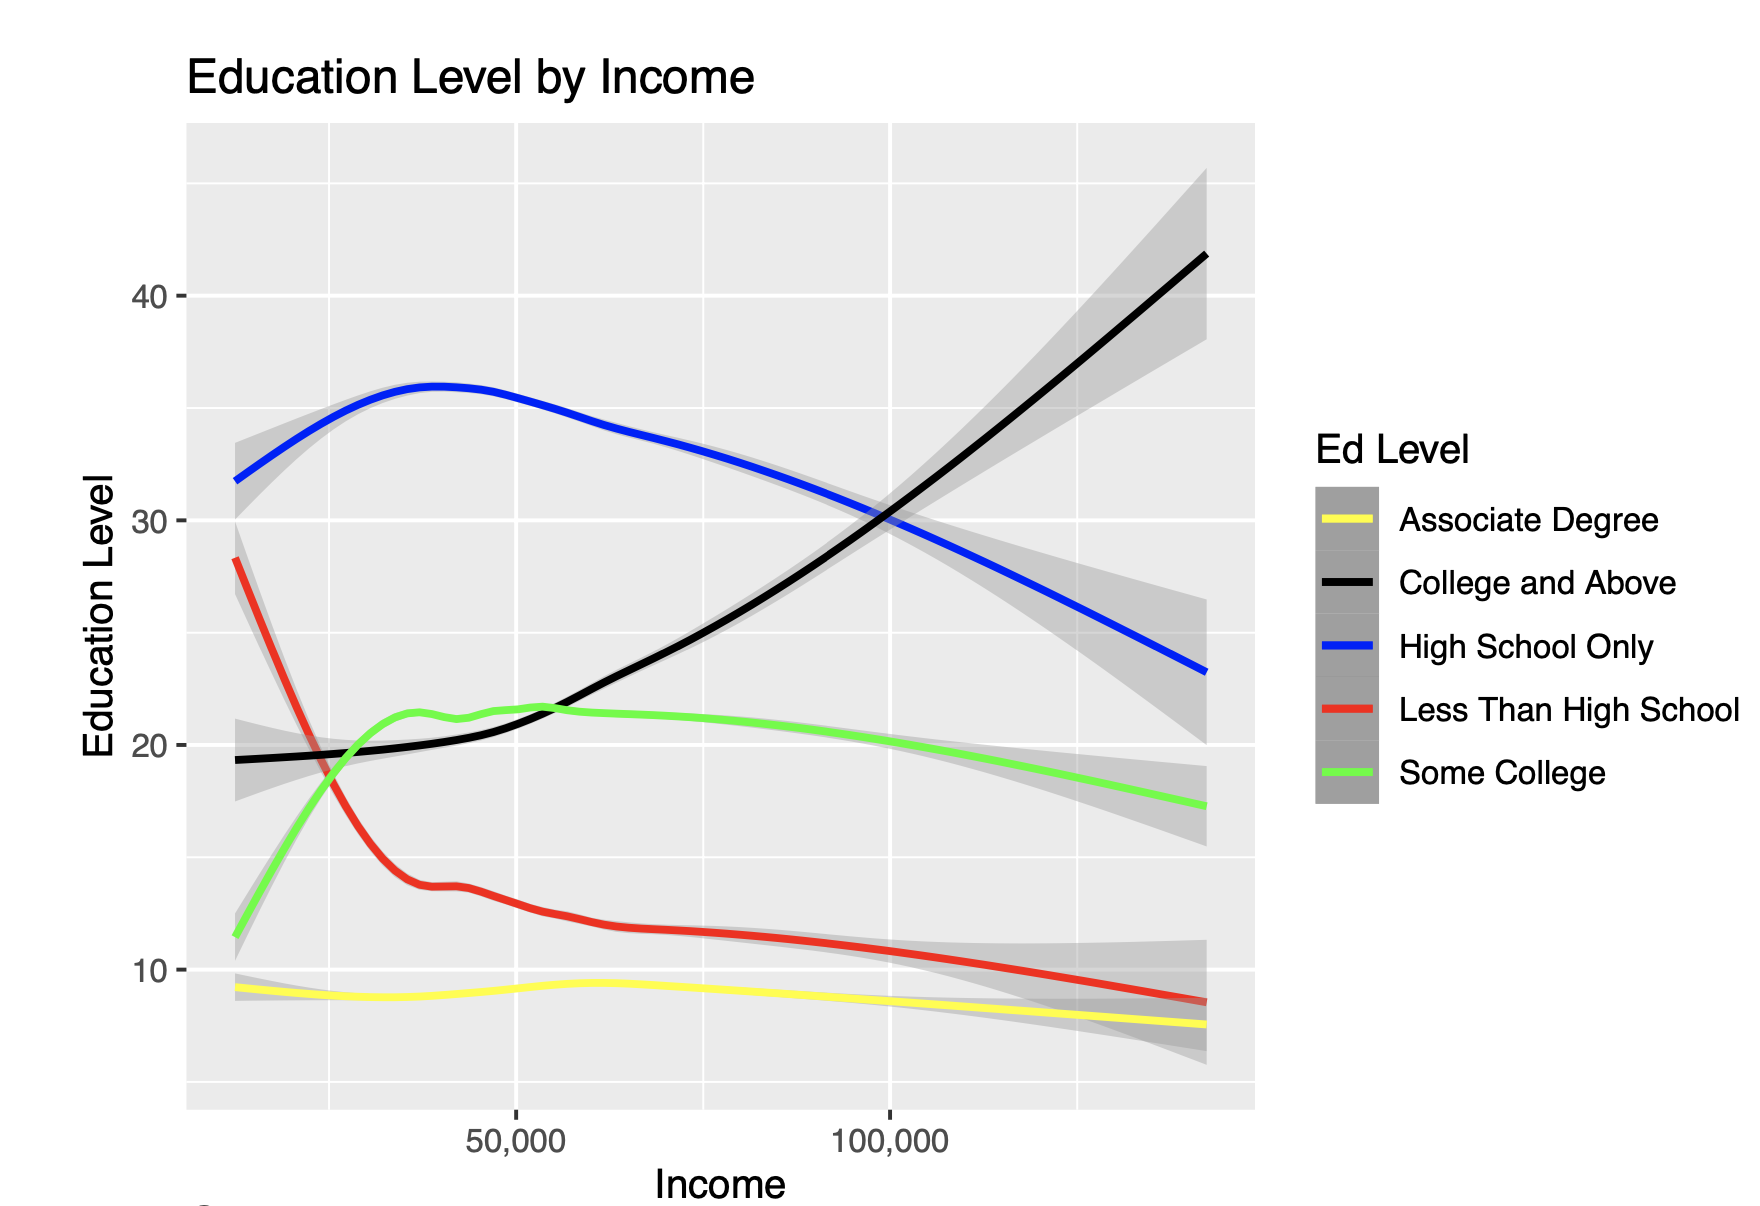 Education Level by Income
Education Level
40
30
20
10
50,000
100,000
Income
Ed Level
Associate Degree
College and Above
High School Only
Less Than High School
Some College